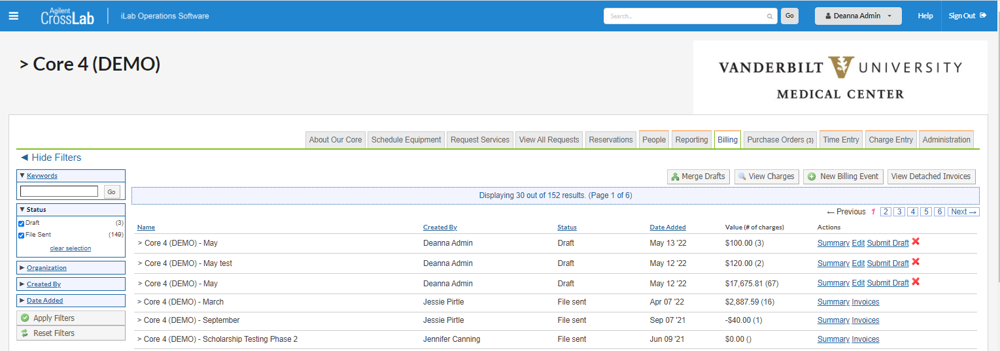 Agilent
CrossLab
iLab Operations Software
Search...
Go
Deanna Admin
Help
Sign Out
> Core 4 (DEMO)
VANDERBILT V UNIVERSITY
MEDICAL CENTER
About Our Core
Schedule Equipment
Request Services
View All Requests
Reservations
People
Reporting
Billing
Purchase Orders (3)
Time Entry
Charge Entry
Administration
◀ Hide Filters
▼ Keywords
Go
▼ Status
Draft (3)
File Sent (149)
clear selection
▶ Organization
▶ Created By
▶ Date Added
Apply Filters
Reset Filters
Merge Drafts
View Charges
New Billing Event
View Detached Invoices
Displaying 30 out of 152 results. (Page 1 of 6)
← Previous 1 2 3 4 5 6 Next →
Name Created By Status Date Added Value (# of charges) Actions
> Core 4 (DEMO) - May Deanna Admin Draft May 13 '22 $100.00 (3) Summary Edit Submit Draft
> Core 4 (DEMO) - May test Deanna Admin Draft May 12 '22 $120.00 (2) Summary Edit Submit Draft
> Core 4 (DEMO) - May Deanna Admin Draft May 12 '22 $17,675.81 (67) Summary Edit Submit Draft
> Core 4 (DEMO) - March Jessie Pirtle File sent Apr 07 '22 $2,887.59 (16) Summary Invoices
> Core 4 (DEMO) - September Jessie Pirtle File sent Sep 07 '21 -$40.00 (1) Summary Invoices
> Core 4 (DEMO) - Scholarship Testing Phase 2 Jennifer Canning File sent Jun 09 '21 $0.00 () Summary Invoices